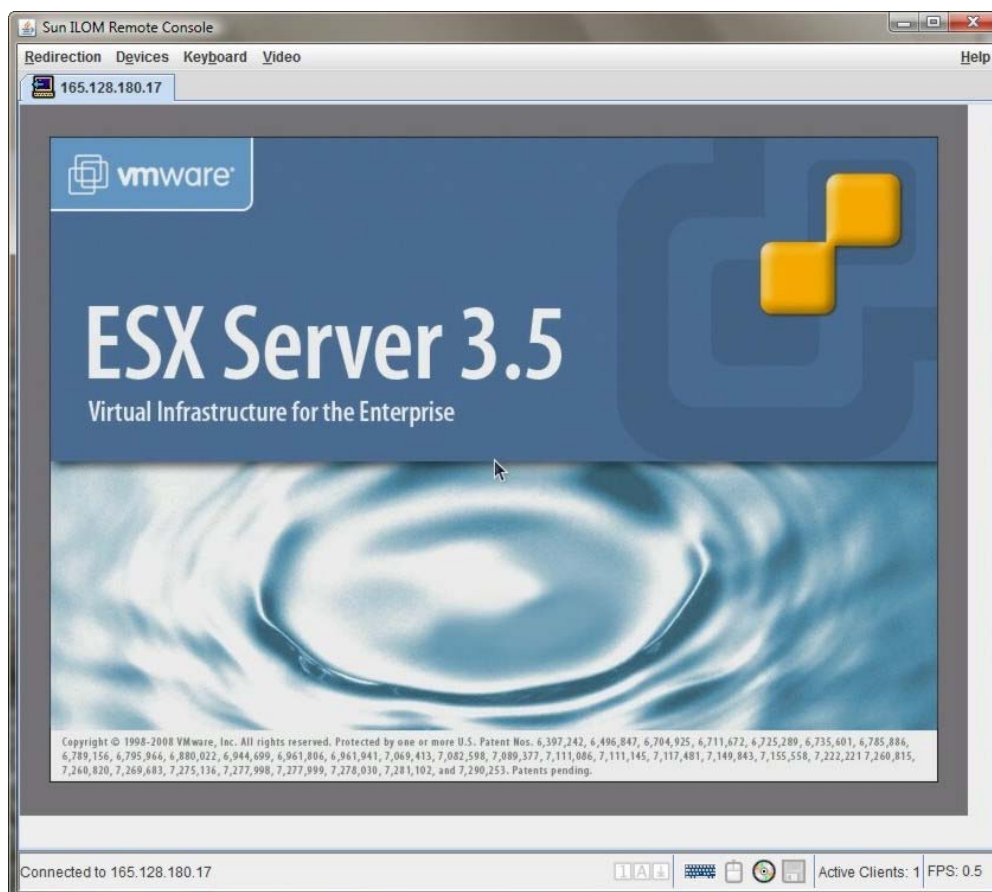 Sun ILOM Remote Console
Redirection Devices Keyboard Video Help
165.128.180.17
vmware
ESX Server 3.5
Virtual Infrastructure for the Enterprise
Copyright © 1998-2008 VMware, Inc. All rights reserved. Protected by one or more U.S. Patent Nos. 6,397,242, 6,496,847, 6,704,925, 6,711,672, 6,725,289, 6,735,601, 6,785,886,
6,789,156, 6,795,966, 6,880,022, 6,944,699, 6,961,806, 6,961,941, 7,069,413, 7,082,598, 7,089,377, 7,111,086, 7,111,145, 7,117,481, 7,149,843, 7,155,558, 7,222,221 7,260,815,
7,260,820, 7,269,683, 7,275,136, 7,277,998, 7,277,999, 7,278,030, 7,281,102, and 7,290,253. Patents pending.
Connected to 165.128.180.17 1 A Active Clients: 1 FPS: 0.5